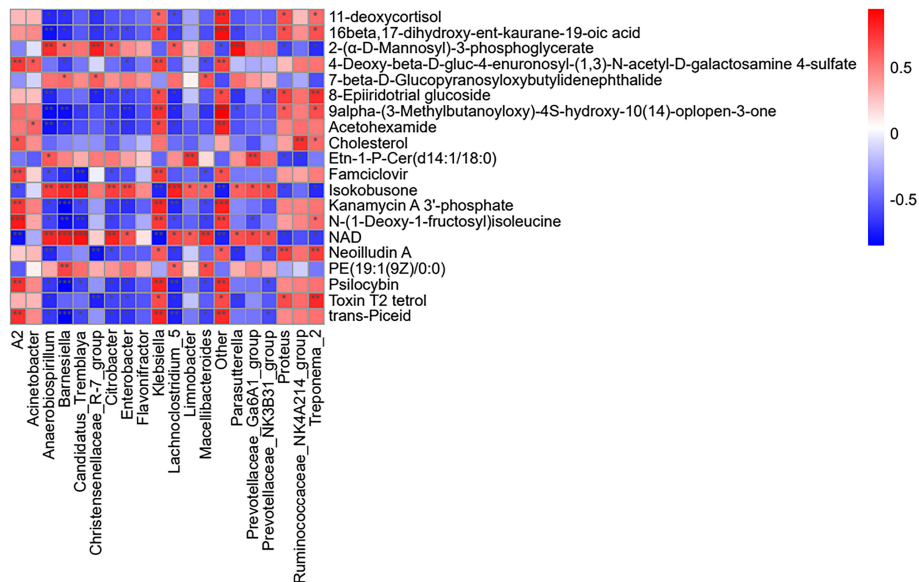 11-deoxycortisol
16beta,17-dihydroxy-ent-kaurane-19-oic acid
2-(α-D-Mannosyl)-3-phosphoglycerate
4-Deoxy-beta-D-gluc-4-enuronosyl-(1,3)-N-acetyl-D-galactosamine 4-sulfate
7-beta-D-Glucopyranosyloxybutylidenephthalide
8-Epiiridotrial glucoside
9alpha-(3-Methylbutanoyloxy)-4S-hydroxy-10(14)-oplopen-3-one
Acetohexamide
Cholesterol
Etn-1-P-Cer(d14:1/18:0)
Famciclovir
Isokobusone
Kanamycin A 3'-phosphate
N-(1-Deoxy-1-fructosyl)isoleucine
NAD
Neoilludin A
PE(19:1(9Z)/0:0)
Psilocybin
Toxin T2 tetrol
trans-Piceid
A2
Acinetobacter
Anaerobiospirillum
Barnesiella
Candidatus_Tremblaya
Christensenellaceae_R-7_group
Citrobacter
Enterobacter
Flavonifractor
Klebsiella
Lachnoclostridium_5
Limnobacter
Macellibacteroides
Other
Parasutterella
Prevotellaceae_Ga6A1_group
Prevotellaceae_NK3B31_group
Proteus
Ruminococcaceae_NK4A214_group
Treponema_2
0.5
0
-0.5